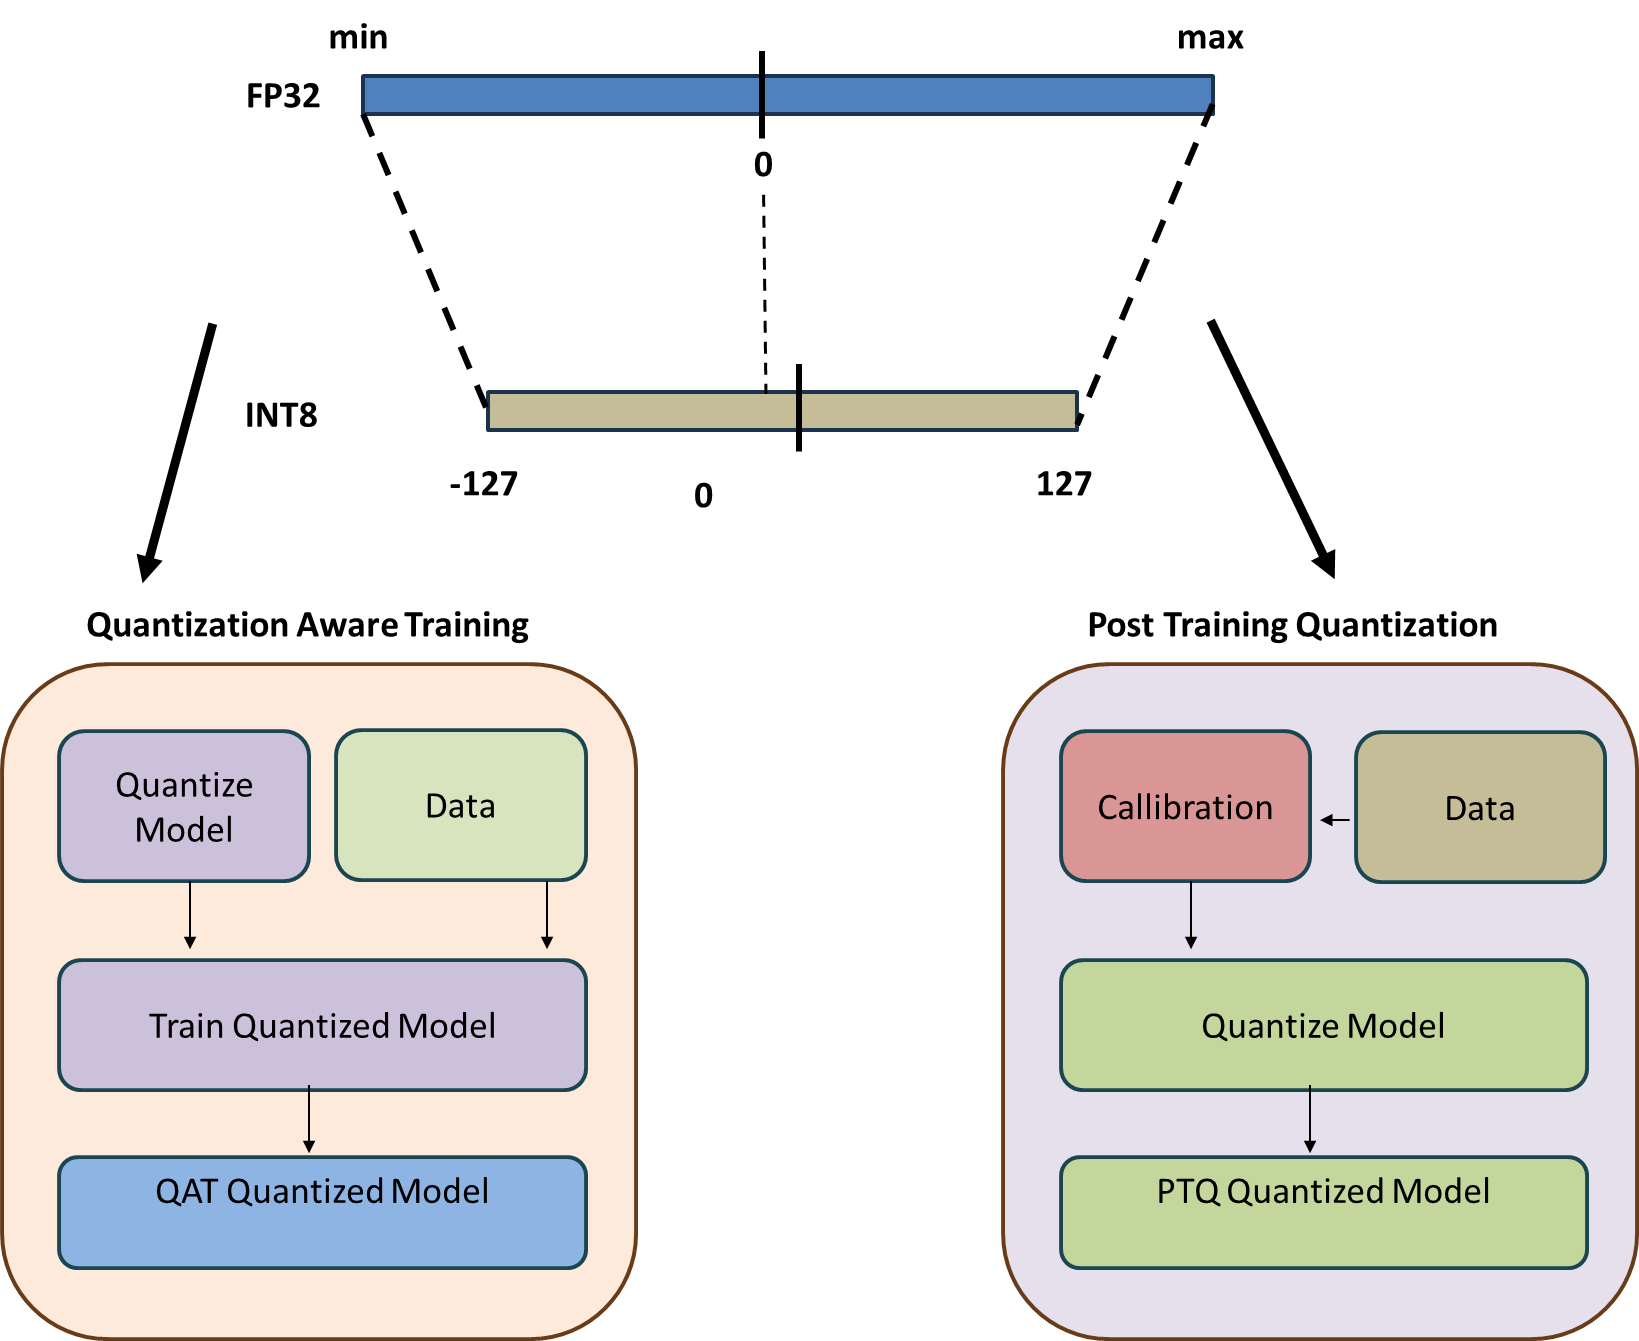 min
max
FP32
0
INT8
-127
0
127
Quantization Aware Training
Post Training Quantization
Quantize
Model
Data
Callibration
Data
Train Quantized Model
Quantize Model
QAT Quantized Model
PTQ Quantized Model